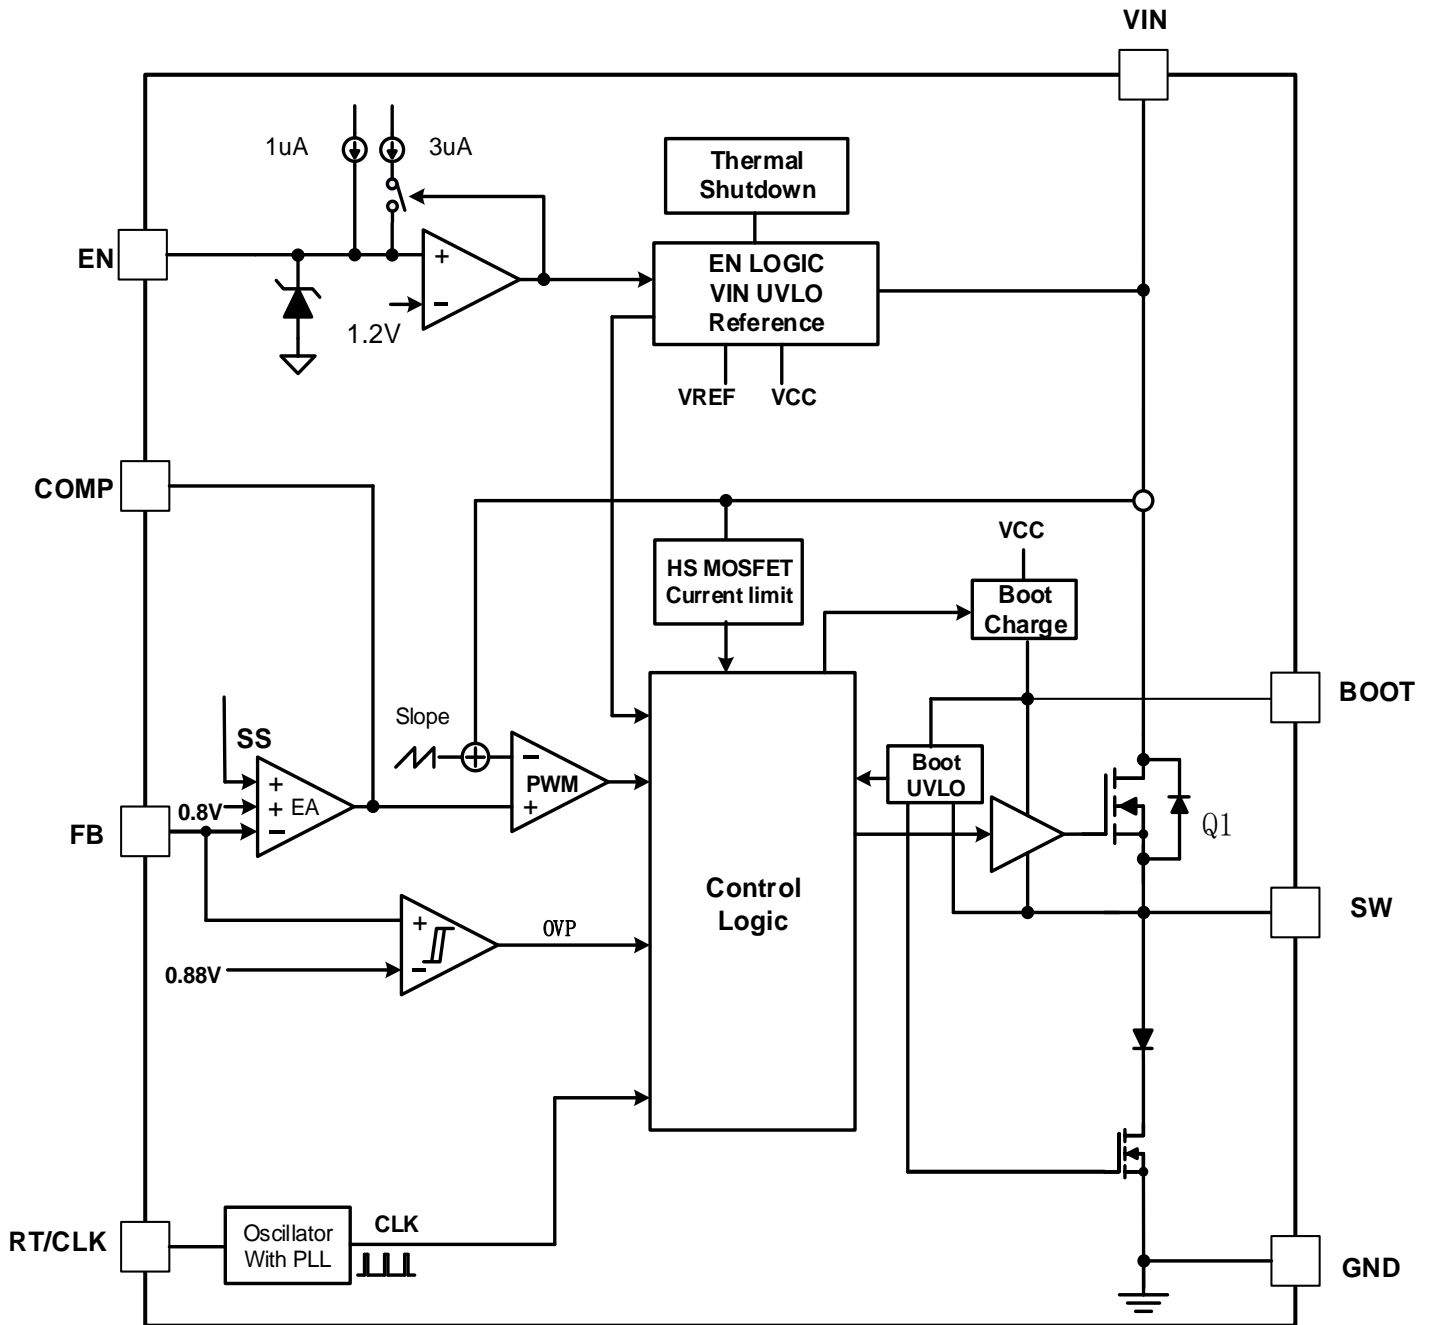 VIN
1uA
3uA
Thermal
Shutdown
EN
+
−
1.2V
EN LOGIC
VIN UVLO
Reference
VREF
VCC
COMP
HS MOSFET
Current limit
VCC
Boot
Charge
BOOT
Slope
SS
+
+
−
EA
0.8V
FB
−
+
PWM
Boot
UVLO
Q1
Control
Logic
SW
+
−
OVP
0.88V
RT/CLK
Oscillator
With PLL
CLK
GND